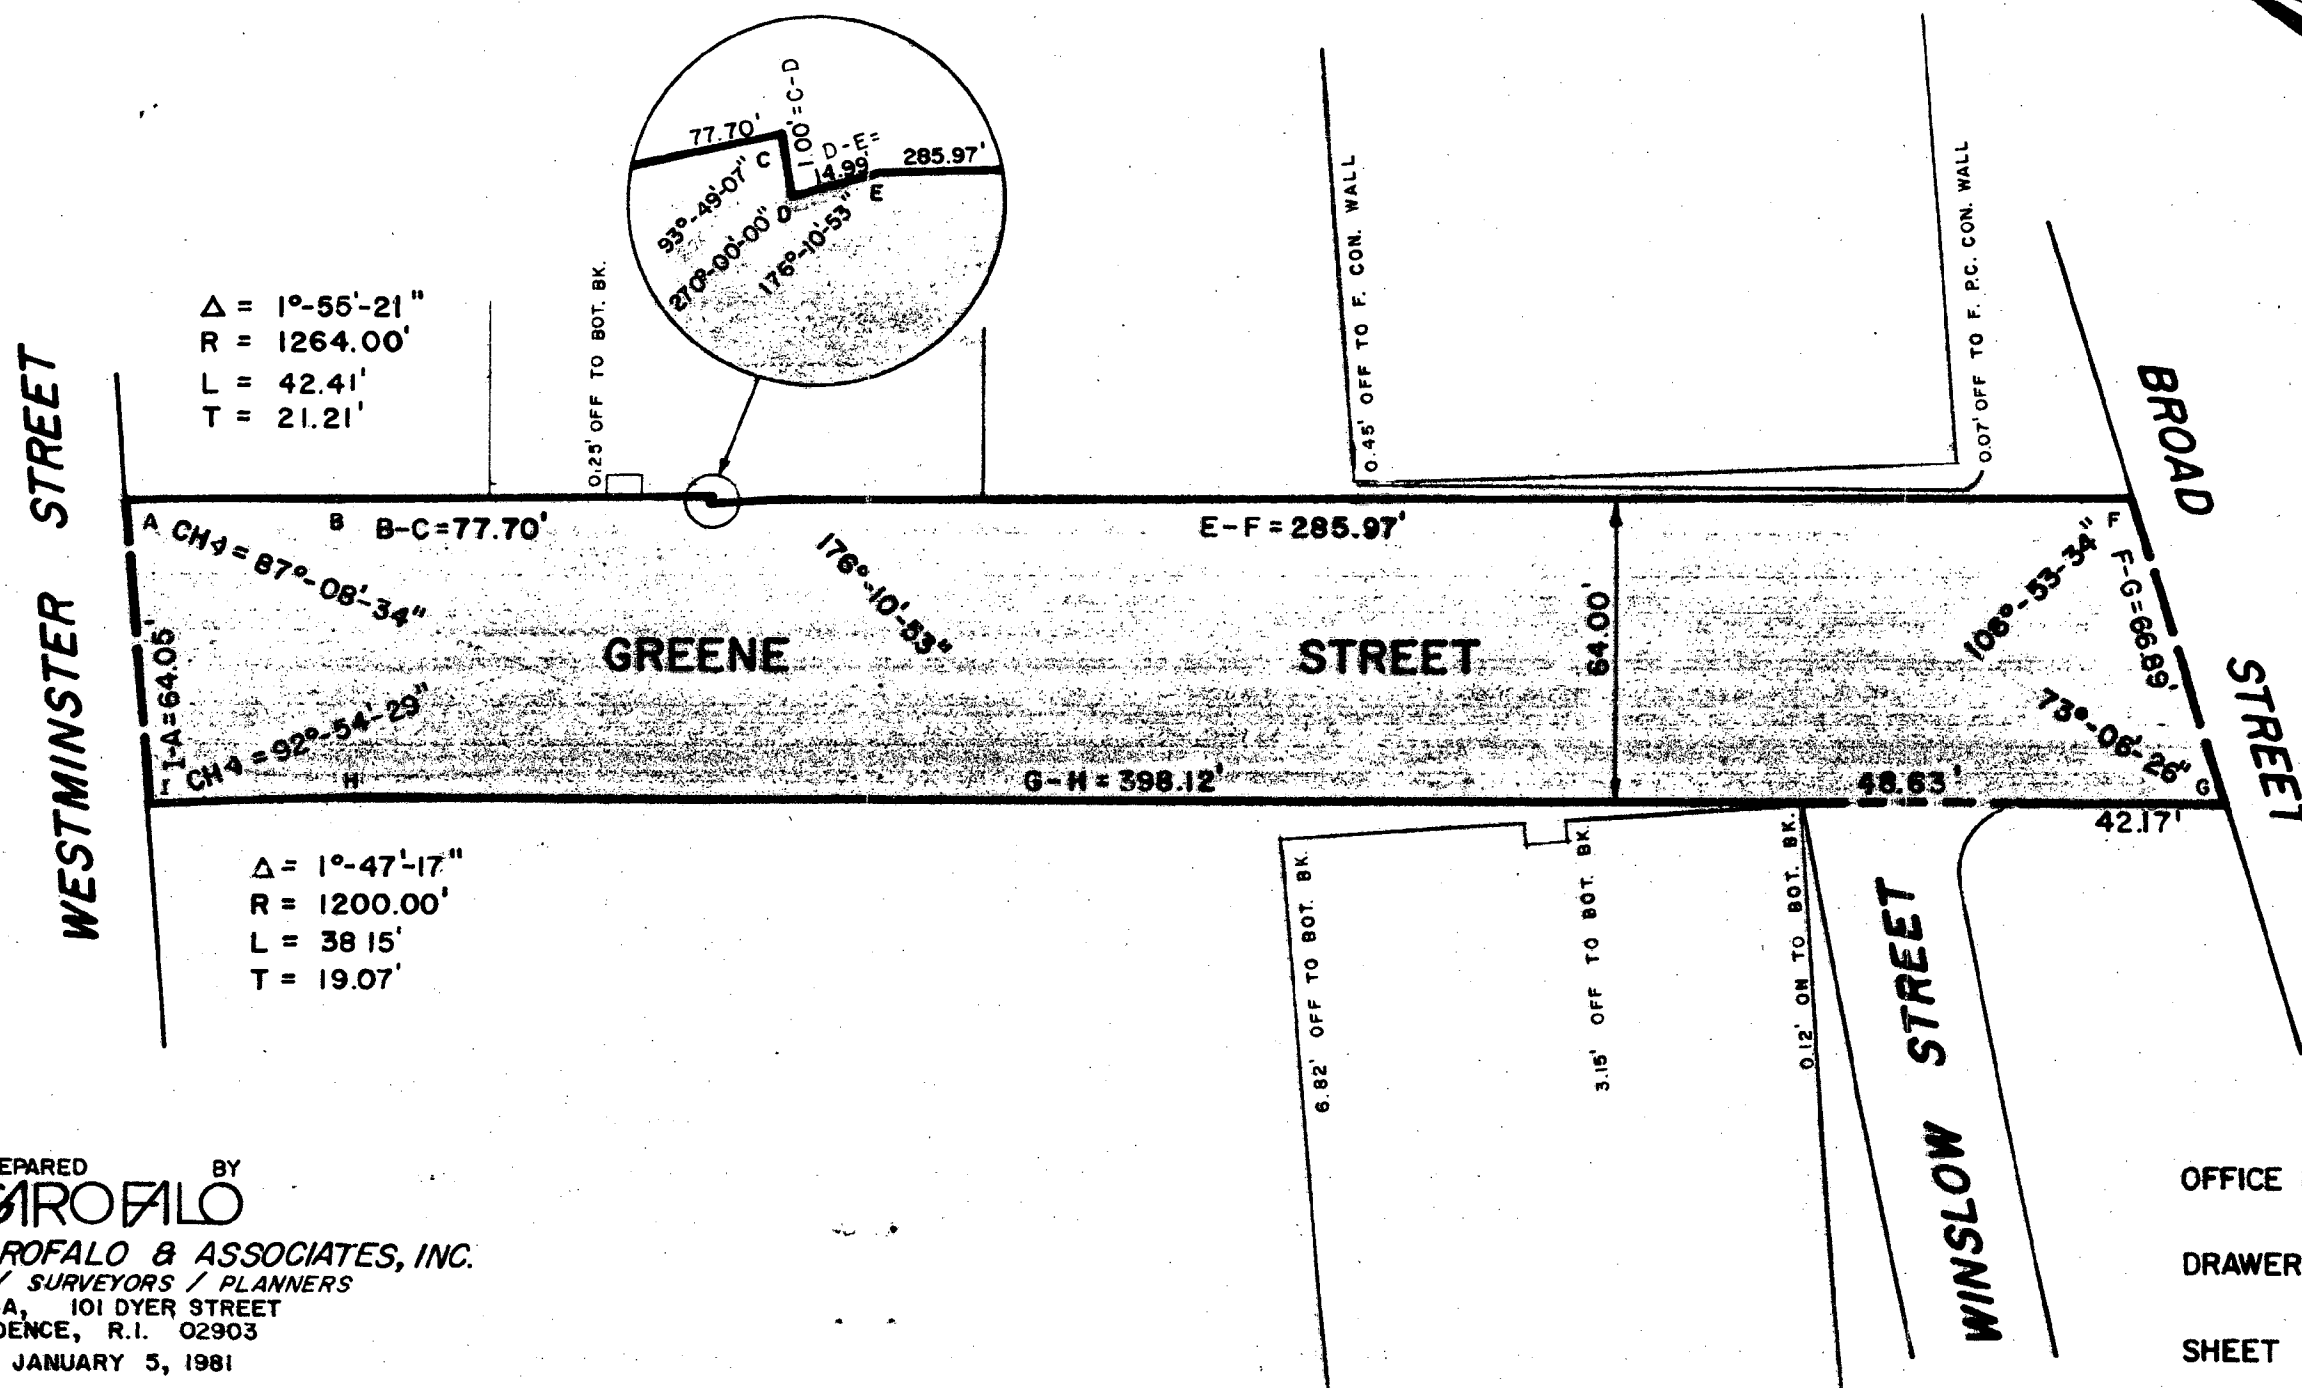 77.70'
1.00'=C-D
D-E=
14.99'
285.97'
C
D
E
93°-49'-07"
270°-00'-00"
176°-10'-53"
Δ = 1°-55'-21"
R = 1264.00'
L = 42.41'
T = 21.21'
0.25' OFF TO BOT. BK.
0.45' OFF TO F. CON. WALL
0.07' OFF TO F. P.C. CON. WALL
WESTMINSTER STREET
BROAD STREET
A
B
B-C=77.70'
E-F=285.97'
F
CH∢ = 87°-08'-34"
176°-10'-53"
108°-53'-34"
F-G=66.89'
I-A=64.05'
GREENE STREET
64.00'
73°-06'-26"
CH∢ = 92°-54'-29"
I
H
G-H = 398.12'
48.63'
G
42.17'
Δ = 1°-47'-17"
R = 1200.00'
L = 38 15'
T = 19.07'
6.82' OFF TO BOT. BK.
3.15' OFF TO BOT. BK.
0.12' ON TO BOT. BK.
WINSLOW STREET
EPARED BY
GAROFALO
ROFALO & ASSOCIATES, INC.
/ SURVEYORS / PLANNERS
-A, 101 DYER STREET
DENCE, R.I. 02903
JANUARY 5, 1981
OFFICE
DRAWER
SHEET